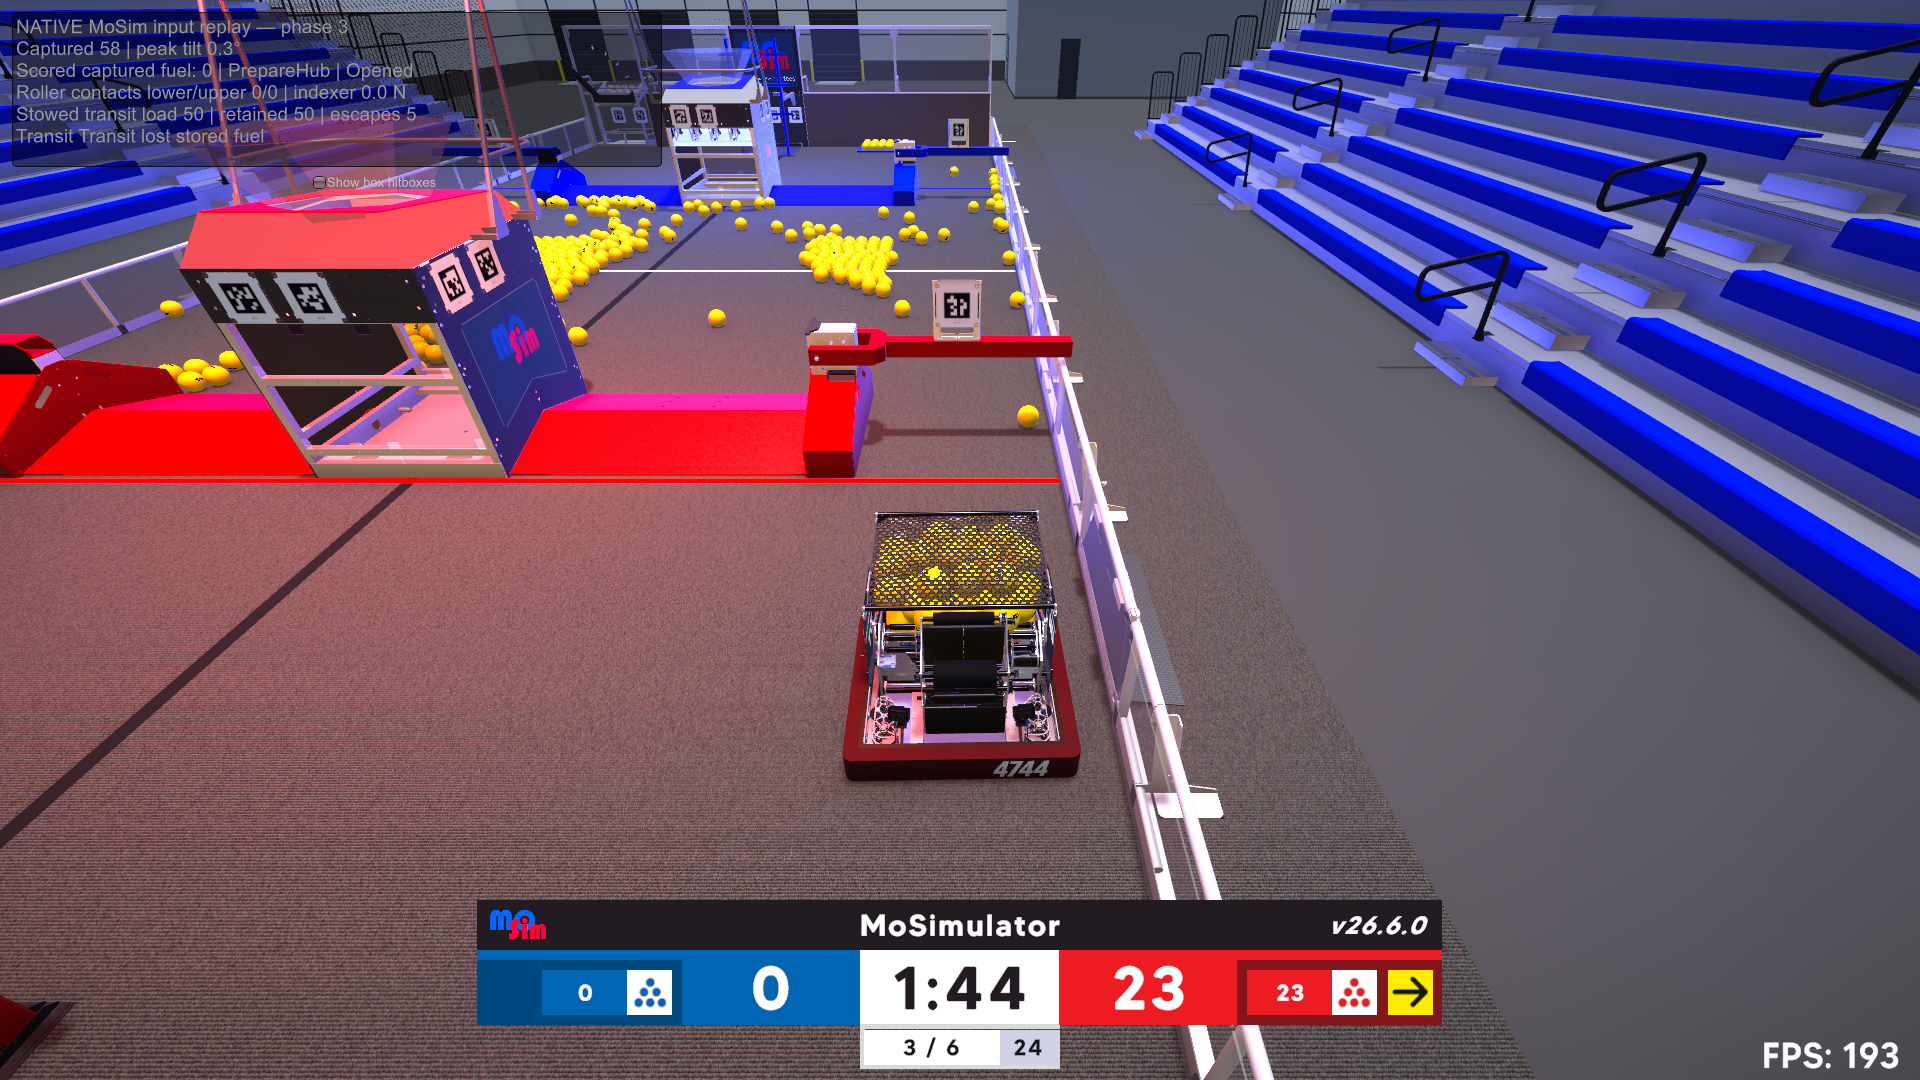 NATIVE MoSim input replay — phase 3
Captured 58 | peak tilt 0.3°
Scored captured fuel: 0 | PrepareHub | Opened
Roller contacts lower/upper 0/0 | indexer 0.0 N
Stowed transit load 50 | retained 50 | escapes 5
Transit Transit lost stored fuel
Show box hitboxes
MoSim
4744
MoSim
MoSimulator
v26.6.0
0
0
1:44
23
23
3 / 6
24
FPS: 193